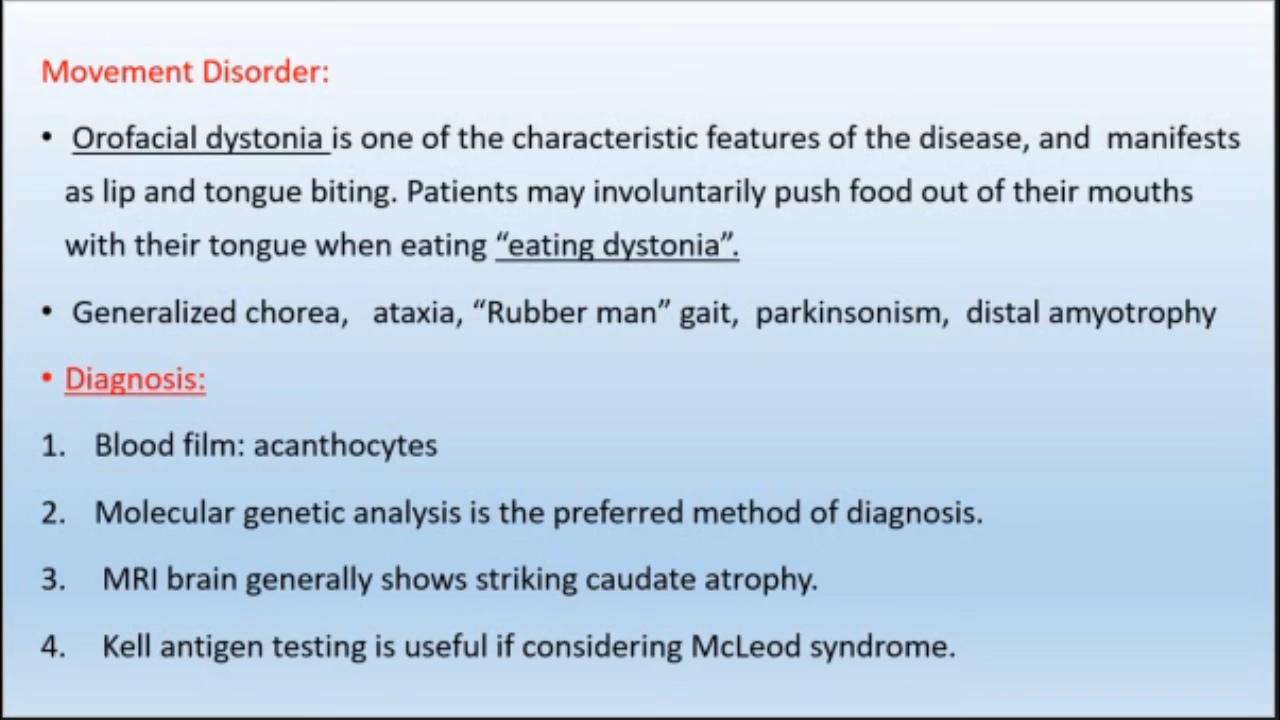 Movement Disorder:
• Orofacial dystonia is one of the characteristic features of the disease, and manifests
as lip and tongue biting. Patients may involuntarily push food out of their mouths
with their tongue when eating “eating dystonia”.
• Generalized chorea, ataxia, “Rubber man” gait, parkinsonism, distal amyotrophy
• Diagnosis:
1. Blood film: acanthocytes
2. Molecular genetic analysis is the preferred method of diagnosis.
3. MRI brain generally shows striking caudate atrophy.
4. Kell antigen testing is useful if considering McLeod syndrome.